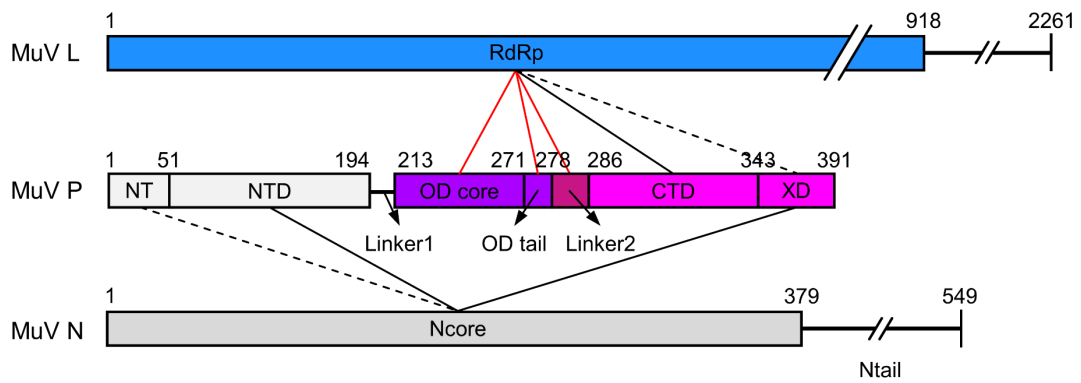 1 918 2261
MuV L RdRp
1 51 194 213 271 278 286 343 391
MuV P NT NTD OD core CTD XD
Linker1 OD tail Linker2
1 379 549
MuV N Ncore
Ntail